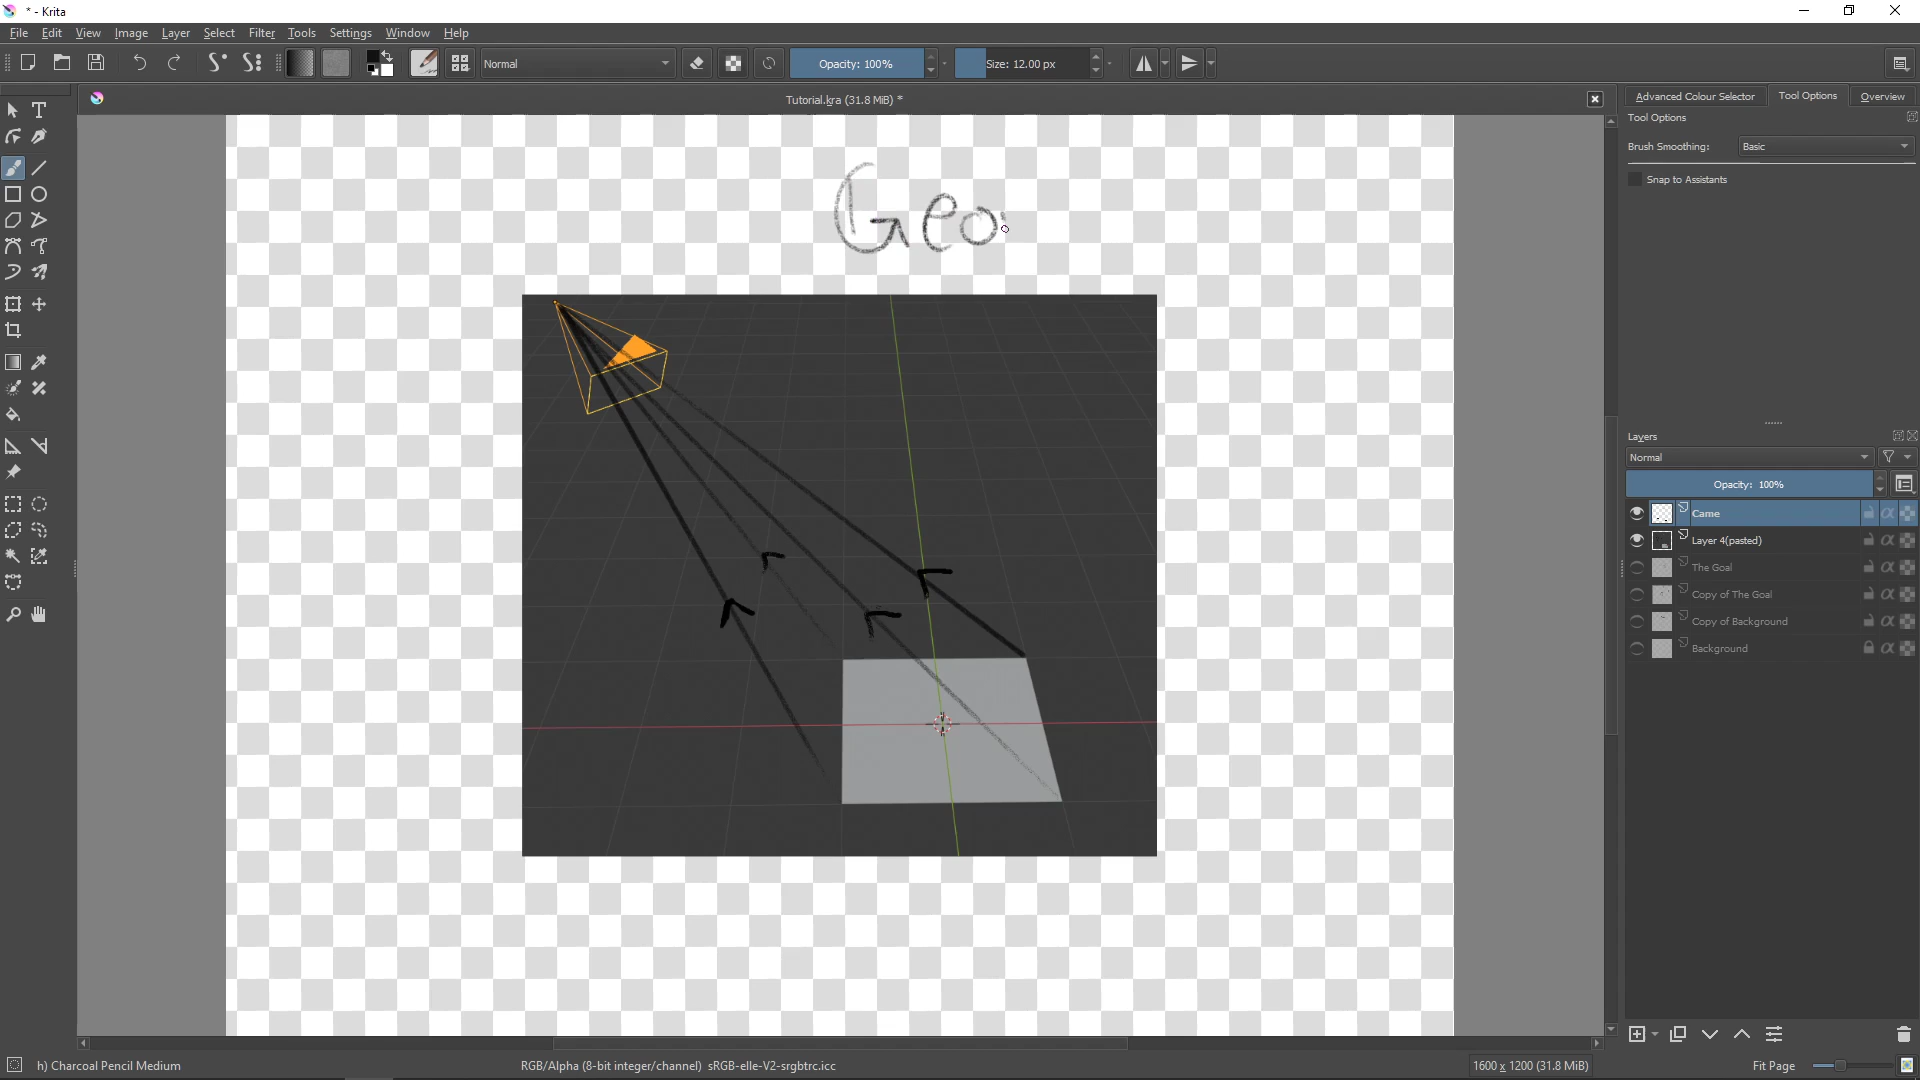 * - Krita
File Edit View Image Layer Select Filter Tools Settings Window Help
Normal
Opacity: 100%
Size: 12.00 px
Tutorial.kra (31.8 MiB) *
Advanced Colour Selector Tool Options Overview
Tool Options
Brush Smoothing: Basic
Snap to Assistants
Geo
Layers
Normal
Opacity: 100%
Came
Layer 4(pasted)
The Goal
Copy of The Goal
Copy of Background
Background
h) Charcoal Pencil Medium
RGB/Alpha (8-bit integer/channel) sRGB-elle-V2-srgbtrc.icc
1600 x 1200 (31.8 MiB)
Fit Page